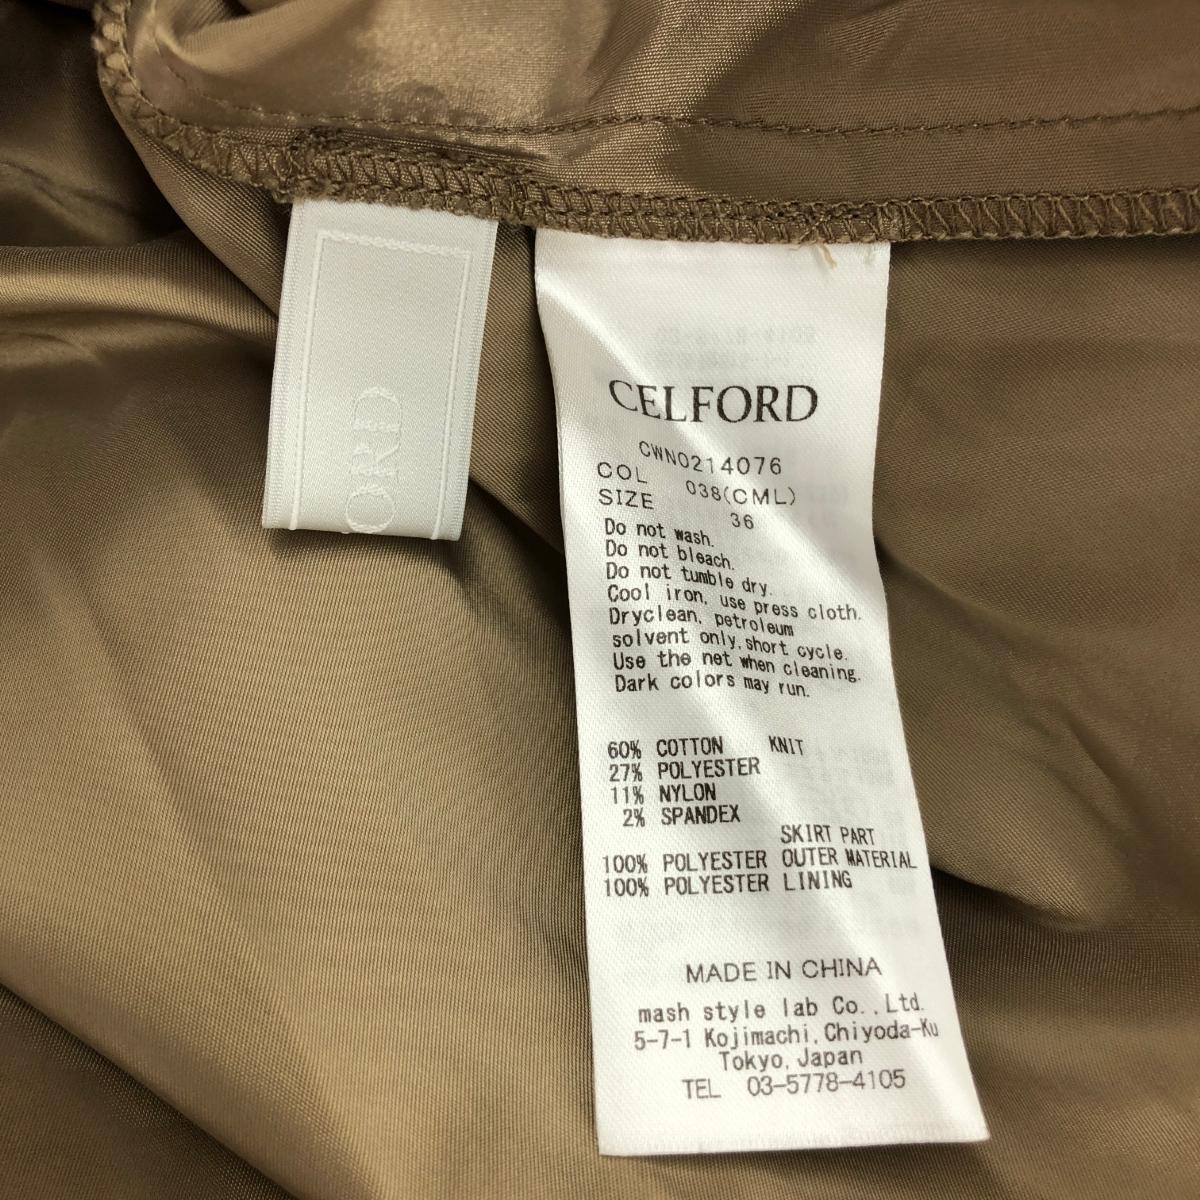 CELFORD
CWNO214076
COL 038(CML)
SIZE 36
Do not wash.
Do not bleach.
Do not tumble dry.
Cool iron, use press cloth.
Dryclean, petroleum
solvent only, short cycle.
Use the net when cleaning.
Dark colors may run.
60% COTTON KNIT
27% POLYESTER
11% NYLON
2% SPANDEX
SKIRT PART
100% POLYESTER OUTER MATERIAL
100% POLYESTER LINING
MADE IN CHINA
mash style lab Co.,Ltd.
5-7-1 Kojimachi, Chiyoda-Ku
Tokyo, Japan
TEL 03-5778-4105